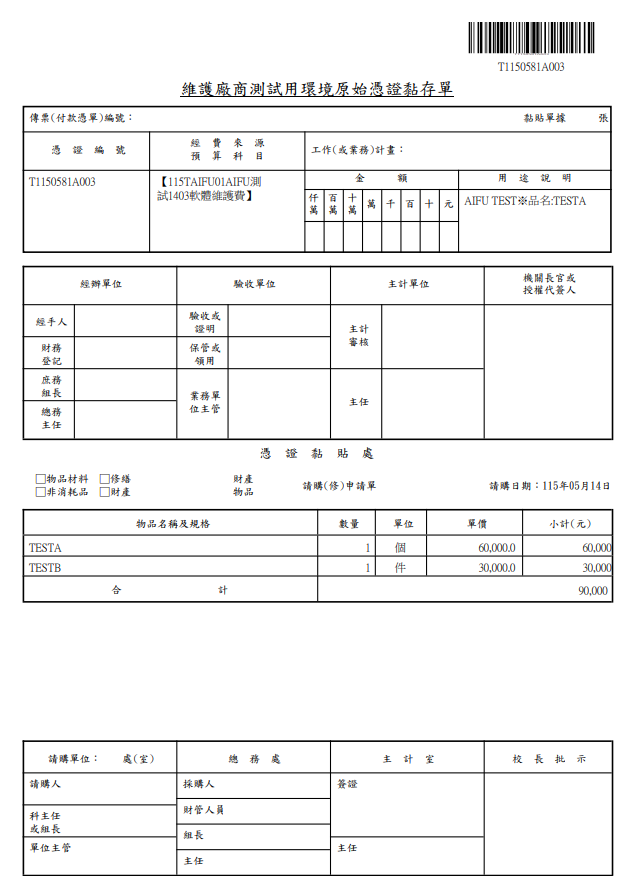 T1150581A003
維護廠商測試用環境原始憑證黏存單
傳票(付款憑單)編號： 黏貼單據 張
憑 證 編 號
經 費 來 源
預 算 科 目
工作(或業務)計畫：
T1150581A003
【115TAIFU01AIFU測
試1403軟體維護費】
金 額
用 途 說 明
仟萬 百萬 十萬 萬 千 百 十 元
AIFU TEST※品名:TESTA
經辦單位 驗收單位 主計單位
機關長官或
授權代簽人
經手人
驗收或
證明
主計
審核
財務
登記
保管或
領用
庶務
組長
業務單
位主管
主任
總務
主任
憑 證 黏 貼 處
□物品材料 □修繕
□非消耗品 □財產
財產
物品
請購(修)申請單
請購日期：115年05月14日
物品名稱及規格 數量 單位 單價 小計(元)
TESTA 1 個 60,000.0 60,000
TESTB 1 件 30,000.0 30,000
合 計 90,000
請購單位： 處(室) 總 務 處 主 計 室 校 長 批 示
請購人 採購人 簽證
財管人員
科主任
或組長
組長
單位主管 主任
主任